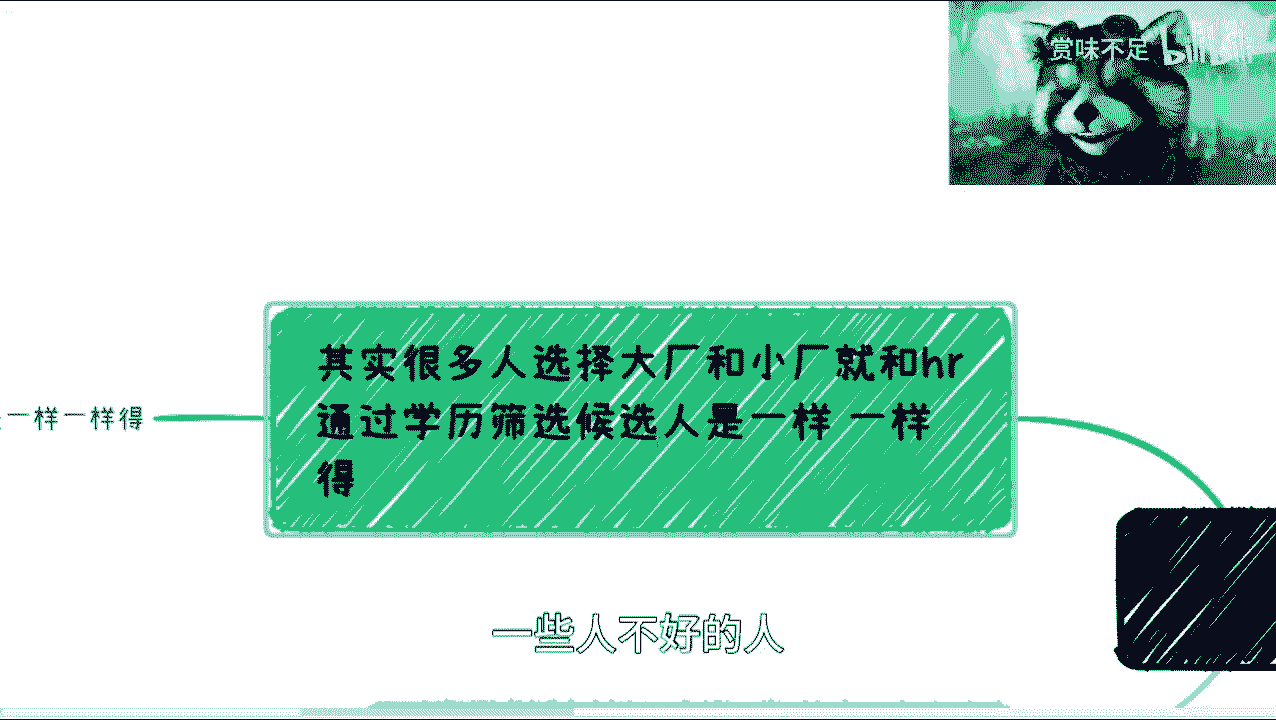 赏味不足 bilibili
其实很多人选择大厂和小厂就和hr
通过学历筛选候选人是一样 一样
得
一样一样得
一些人不好的人